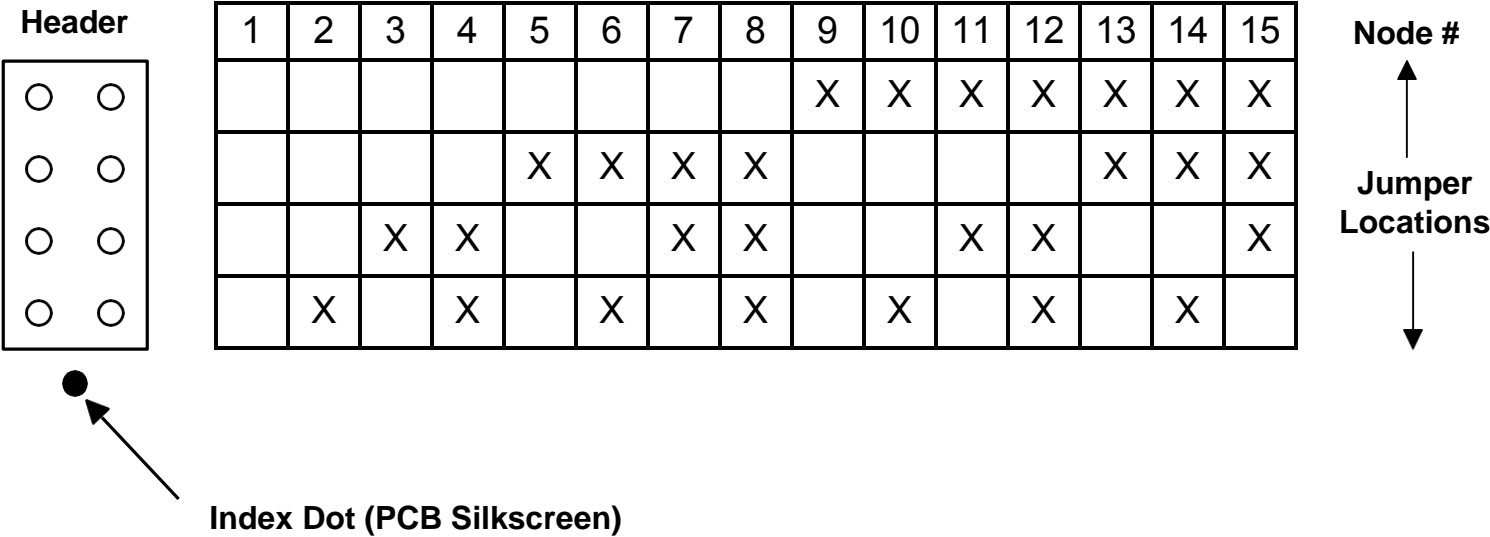 Header
1 2 3 4 5 6 7 8 9 10 11 12 13 14 15
Node #
X X X X X X X
X X X X X X X
Jumper
Locations
X X X X X X X
X X X X X X X
Index Dot (PCB Silkscreen)